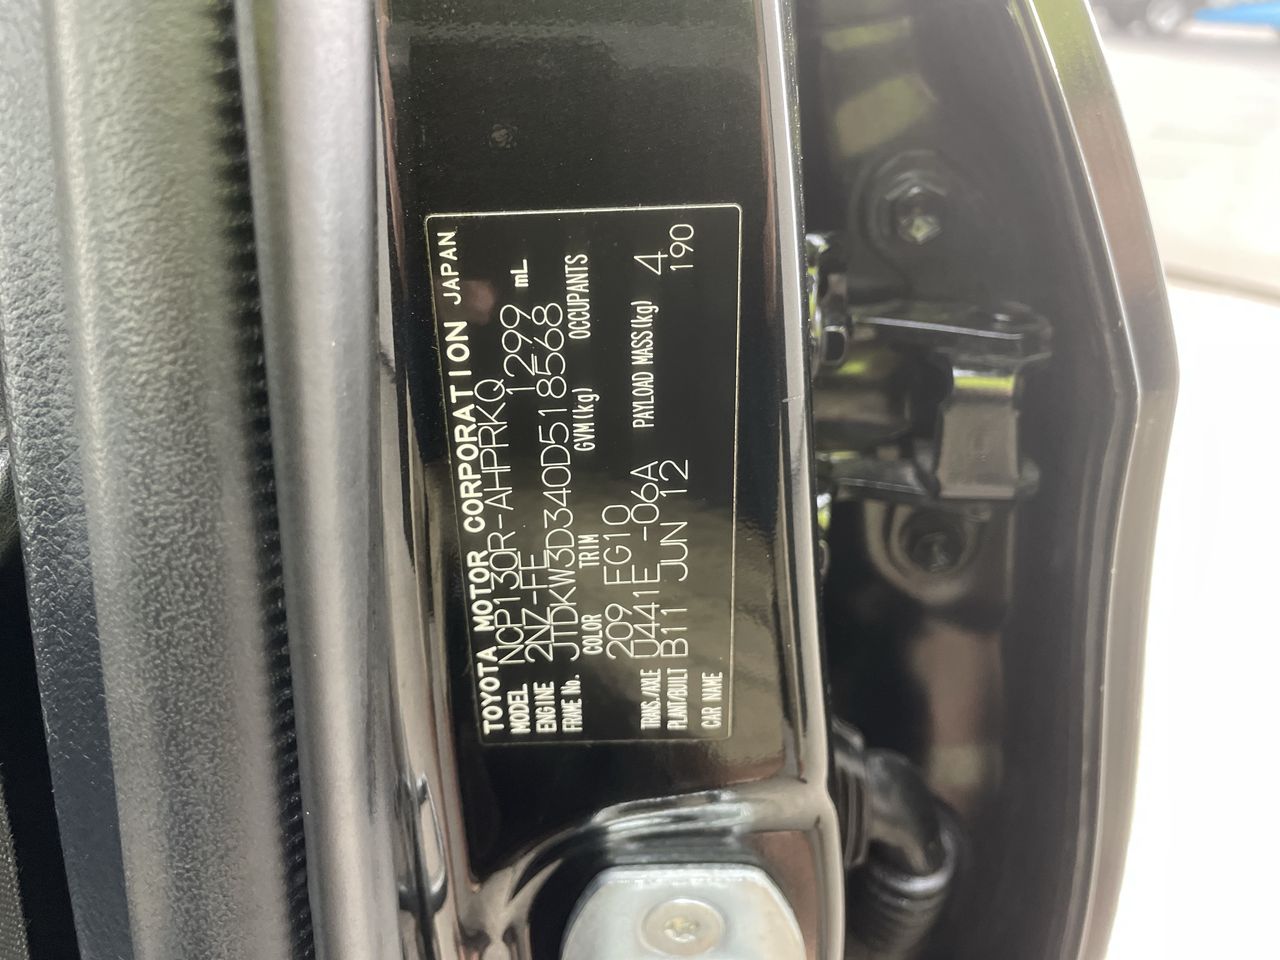 TOYOTA MOTOR CORPORATION JAPAN
MODEL NCP130R-AHPRKQ
ENGINE 2NZ-FE 1299 mL
FRME No. JTDKW3D340D518568
COLOR TRIM GVM(kg) OCCUPANTS
209 FG10
TRANS./AXLE U441E -06A PAYLOAD MASS(kg) 4
PLANT/BUILT B11 JUN 12 190
CAR NAME